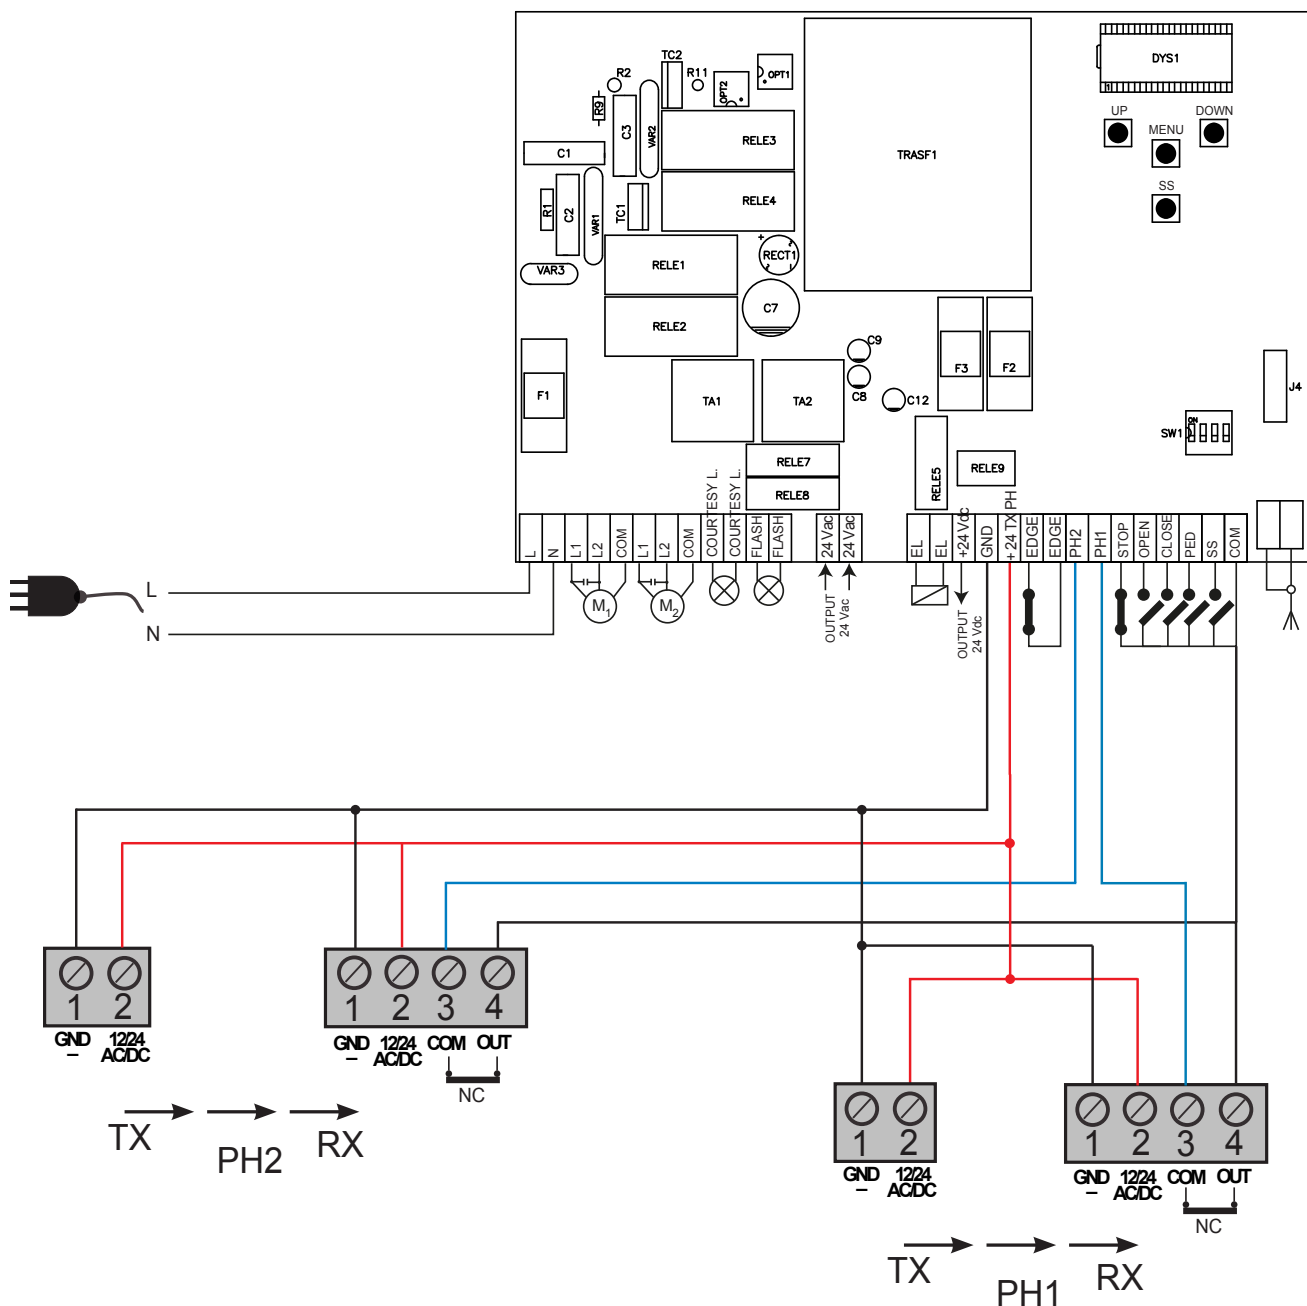 TC2
R2
R11
OPT1
OPT2
DYS1
1
R9
C3
VAR2
RELE3
TRASF1
UP
DOWN
MENU
SS
C1
R1
C2
VAR1
TC1
RELE4
VAR3
RELE1
+
RECT1
RELE2
C7
C9
C8
C12
F3
F2
F1
TA1
TA2
J4
SW1
ON
RELE7
RELE8
RELE5
RELE9
L
N
L1
L2
COM
L1
L2
COM
COURTESY L.
COURTESY L.
FLASH
FLASH
24 Vac
24 Vac
EL
EL
+24 Vdc
GND
+ 24 TX PH
EDGE
EDGE
PH2
PH1
STOP
OPEN
CLOSE
PED
SS
COM
L
N
M1
M2
OUTPUT
24 Vac
OUTPUT
24 Vdc
1 2
GND 12/24
– AC/DC
1 2 3 4
GND 12/24 COM OUT
– AC/DC
NC
TX PH2 RX
1 2
GND 12/24
– AC/DC
1 2 3 4
GND 12/24 COM OUT
– AC/DC
NC
TX PH1 RX